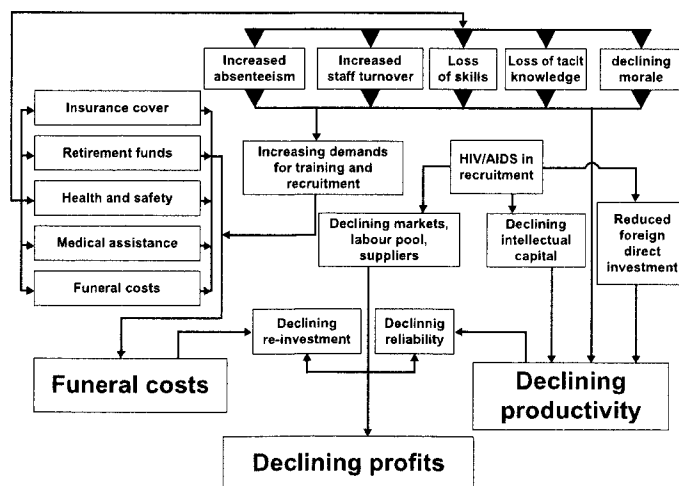 Increased
absenteeism
Increased
staff turnover
Loss of
skills
Loss of tacit
knowledge
declining
morale
Insurance cover
Retirement funds
Health and safety
Medical assistance
Funeral costs
Increasing demands
for training and
recruitment
HIV/AIDS in
recruitment
Declining markets,
labour pool,
suppliers
Declining
intellectual
capital
Reduced
foreign
direct
investment
Declining
re-investment
Declinnig
reliability
Funeral costs
Declining
productivity
Declining profits